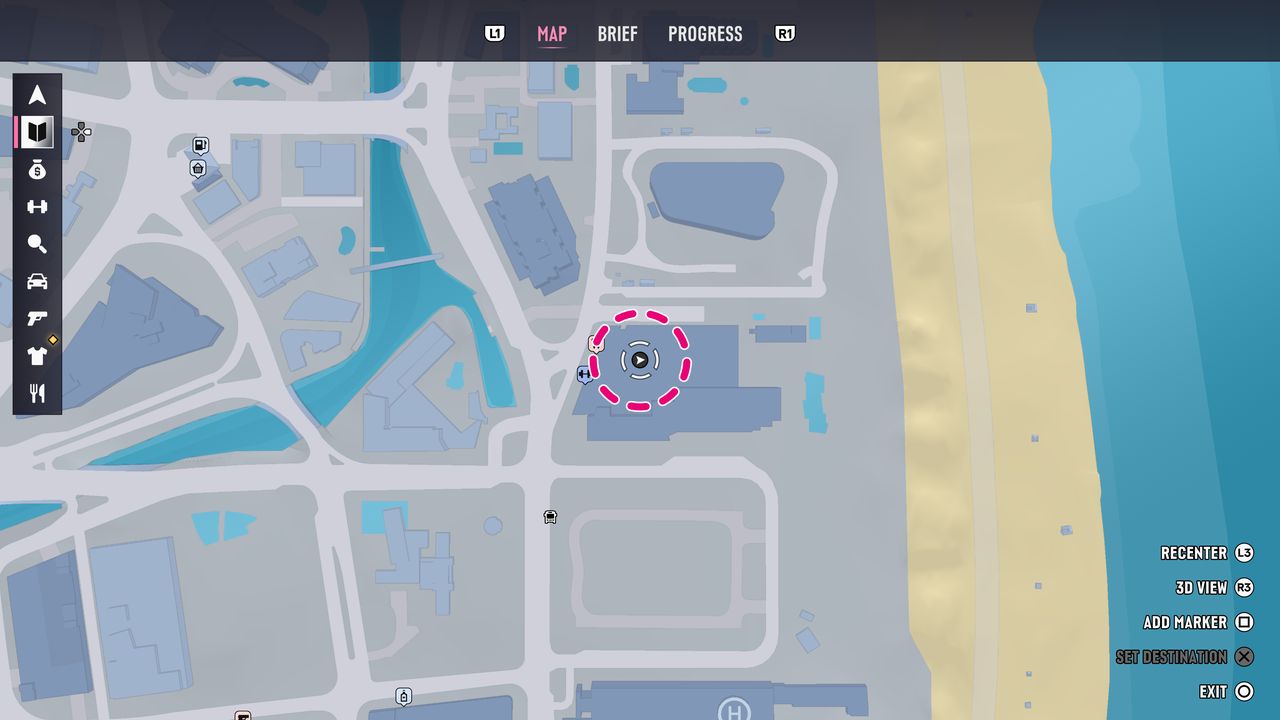 L1 MAP BRIEF PROGRESS R1
RECENTER L3
3D VIEW R3
ADD MARKER
SET DESTINATION
EXIT
H